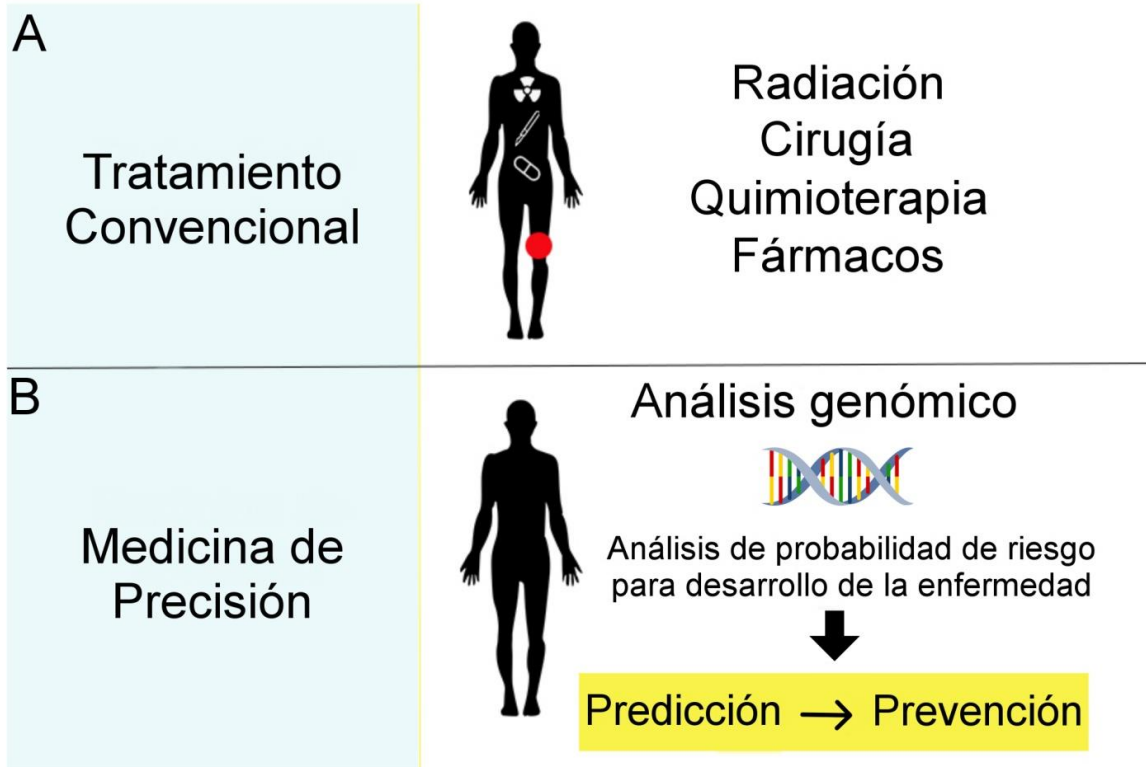 A
Tratamiento
Convencional
Radiación
Cirugía
Quimioterapia
Fármacos
B
Medicina de
Precisión
Análisis genómico
Análisis de probabilidad de riesgo
para desarrollo de la enfermedad
Predicción → Prevención